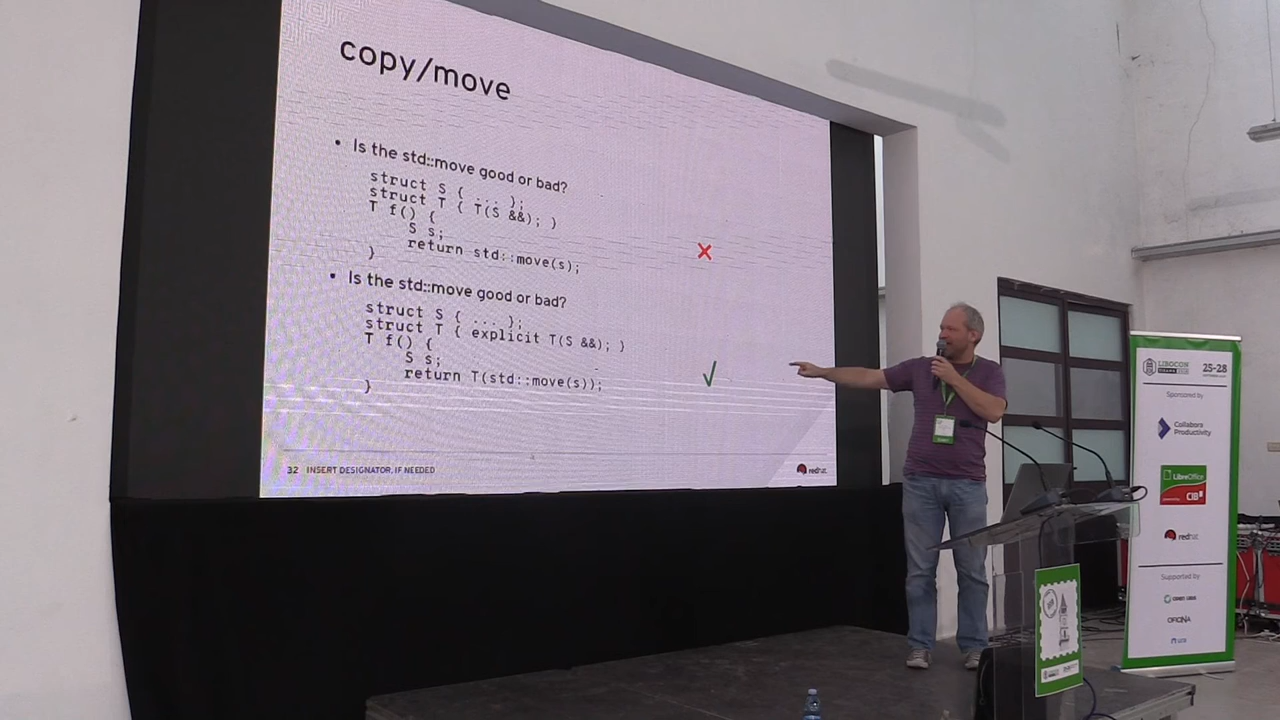 copy/move
• Is the std::move good or bad?
struct S { ... };
struct T { T(S &&); }
T f() {
S s;
return std::move(s);
}
• Is the std::move good or bad?
struct S { ... };
struct T { explicit T(S &&); }
T f() {
S s;
return T(std::move(s));
}
32 INSERT DESIGNATOR, IF NEEDED
redhat.
LIBOCON
25-28
Sponsored by
Collabora
Productivity
LibreOffice
CIB
redhat.
Supported by
OFICINA